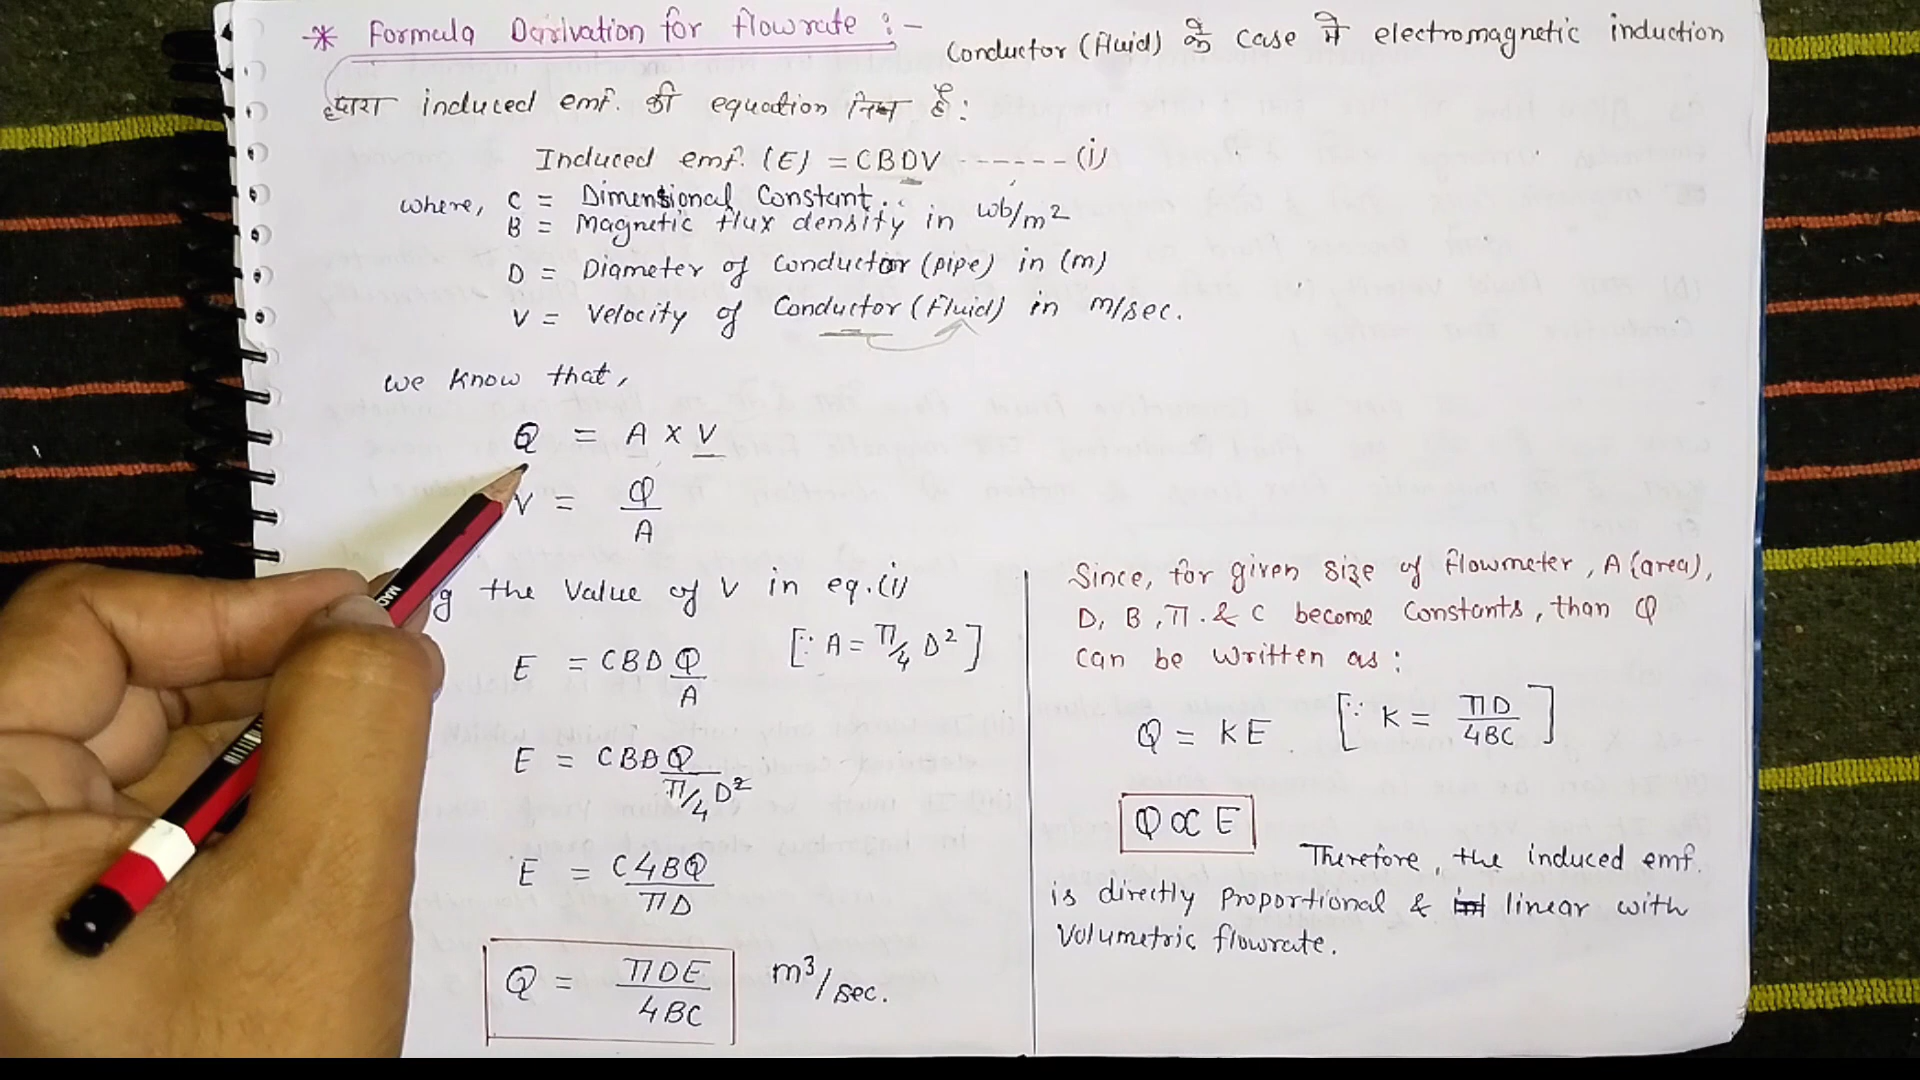 * Formula Darivation for flowrate :- Conductor (Fluid) के case में electromagnetic induction
द्वारा induced emf. की equation निम्न है:
Induced emf. (E) = CBDV ------ (i)
where, C = Dimensional Constant.
B = Magnetic flux density in wb/m²
D = Diameter of Conductor (pipe) in (m)
V = Velocity of Conductor (Fluid) in m/sec.
We know that,
Q = A × V
V = Q/A
g the Value of V in eq.(i)
[∵ A = π/4 D²]
E = CBD Q/A
E = CBD Q/π/4 D²
E = C4BQ/πD
Q = πDE/4BC m³/sec.
Since, for given size of flowmeter, A (area),
D, B, π. & C become Constants, than Q
can be written as:
Q = KE [∵ K = πD/4BC]
Q ∝ E
Therefore, the induced emf.
is directly proportional & linear with
Volumetric flowrate.